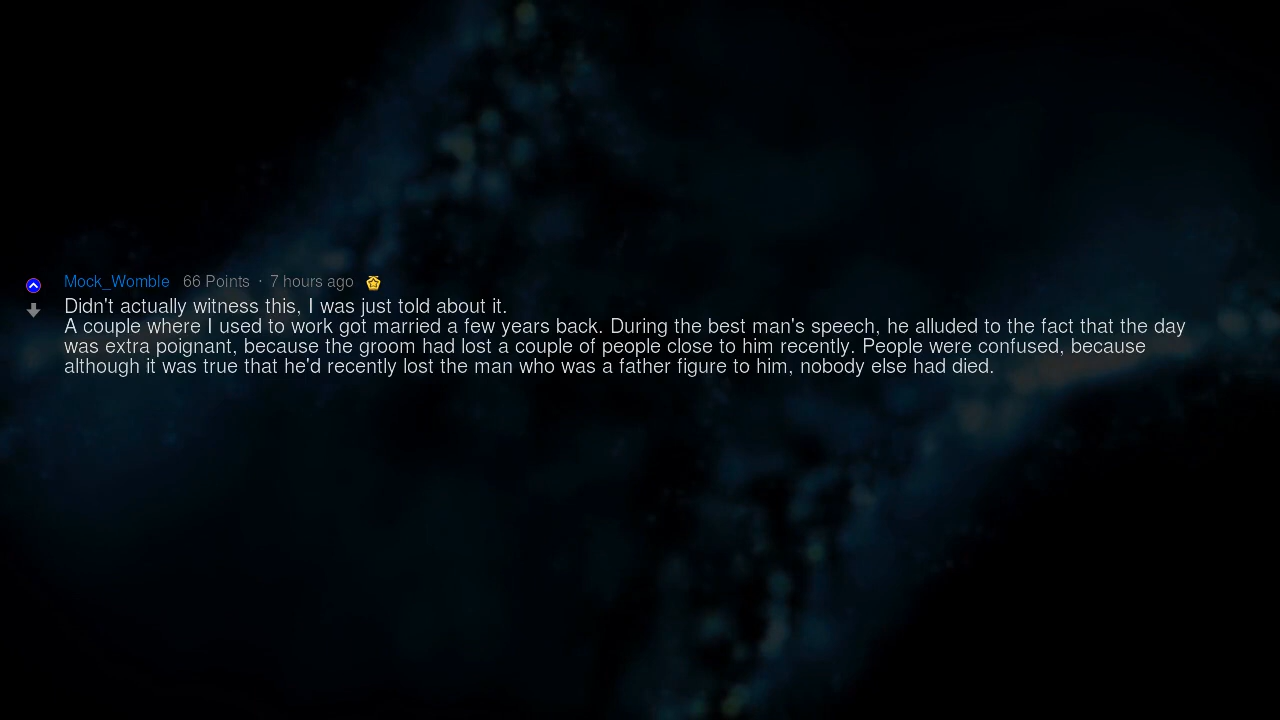 Mock_Womble 66 Points · 7 hours ago
Didn't actually witness this, I was just told about it.
A couple where I used to work got married a few years back. During the best man's speech, he alluded to the fact that the day
was extra poignant, because the groom had lost a couple of people close to him recently. People were confused, because
although it was true that he'd recently lost the man who was a father figure to him, nobody else had died.